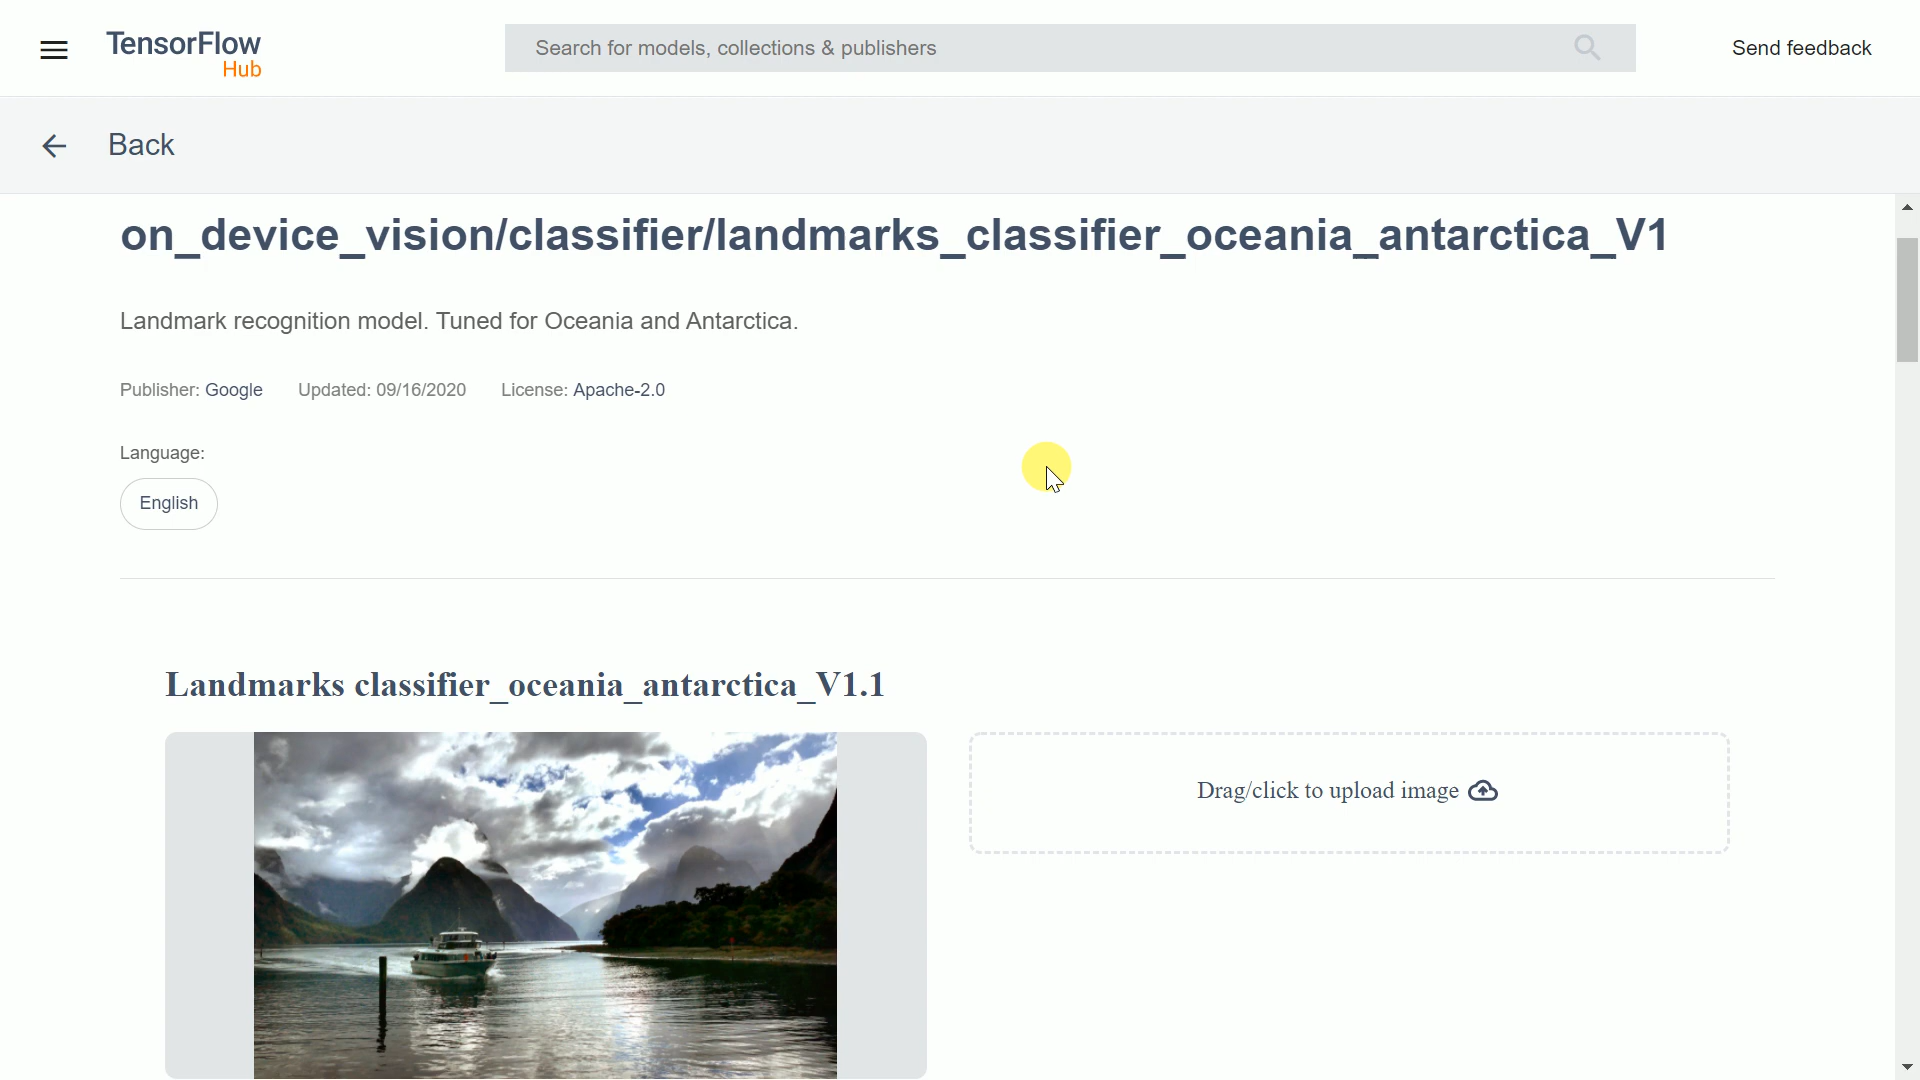 TensorFlow
Hub
Search for models, collections & publishers
Send feedback
Back
on_device_vision/classifier/landmarks_classifier_oceania_antarctica_V1
Landmark recognition model. Tuned for Oceania and Antarctica.
Publisher: Google Updated: 09/16/2020 License: Apache-2.0
Language:
English
Landmarks classifier_oceania_antarctica_V1.1
Drag/click to upload image